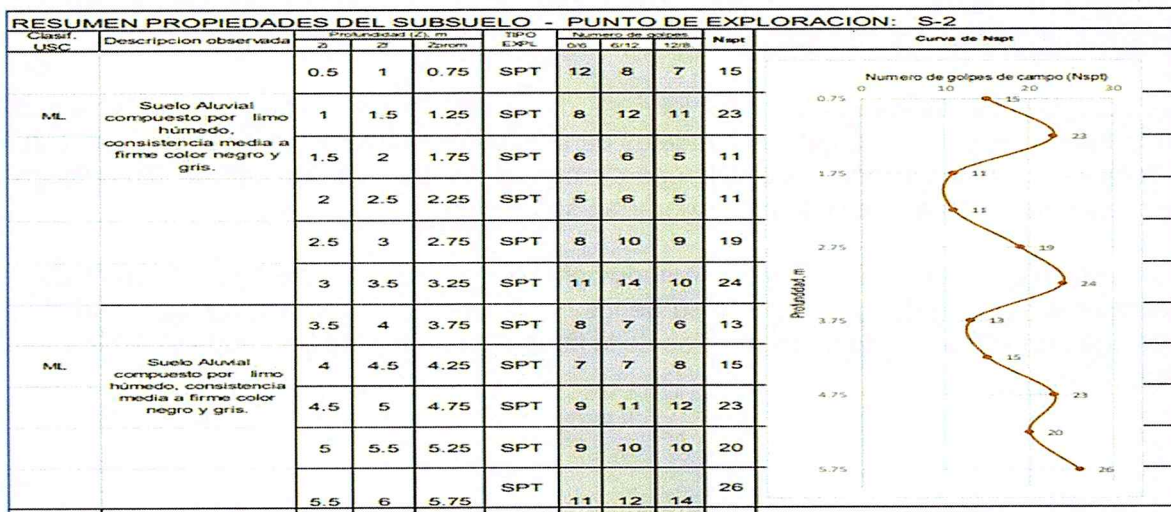 RESUMEN PROPIEDADES DEL SUBSUELO - PUNTO DE EXPLORACION: S-2
Clasif. USC Descripcion observada Profundidad (Z), m TIPO EXPL Numero de golpes Nspt Curva de Nspt
Zi Zf Zprom 0/6 6/12 12/8
0.5 1 0.75 SPT 12 8 7 15
ML Suelo Aluvial
compuesto por limo
húmedo,
consistencia media a
firme color negro y
gris.
1 1.5 1.25 SPT 8 12 11 23
1.5 2 1.75 SPT 6 6 5 11
2 2.5 2.25 SPT 5 6 5 11
2.5 3 2.75 SPT 8 10 9 19
3 3.5 3.25 SPT 11 14 10 24
3.5 4 3.75 SPT 8 7 6 13
ML Suelo Aluvial
compuesto por limo
húmedo, consistencia
media a firme color
negro y gris.
4 4.5 4.25 SPT 7 7 8 15
4.5 5 4.75 SPT 9 11 12 23
5 5.5 5.25 SPT 9 10 10 20
5.5 6 5.75 SPT 11 12 14 26
Numero de golpes de campo (Nspt)
0 10 20 30
Profundidad, m
0.75 15
23
1.75 11
11
2.75 19
24
3.75 13
15
4.75 23
20
5.75 26